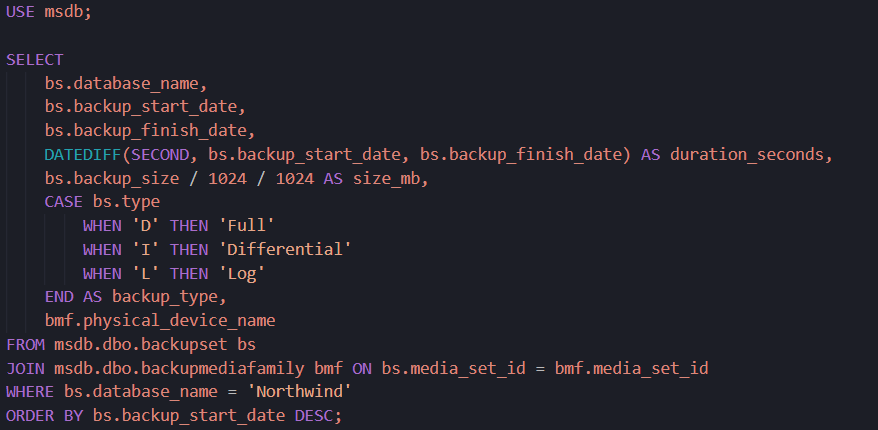 USE msdb;
SELECT
bs.database_name,
bs.backup_start_date,
bs.backup_finish_date,
DATEDIFF(SECOND, bs.backup_start_date, bs.backup_finish_date) AS duration_seconds,
bs.backup_size / 1024 / 1024 AS size_mb,
CASE bs.type
WHEN 'D' THEN 'Full'
WHEN 'I' THEN 'Differential'
WHEN 'L' THEN 'Log'
END AS backup_type,
bmf.physical_device_name
FROM msdb.dbo.backupset bs
JOIN msdb.dbo.backupmediafamily bmf ON bs.media_set_id = bmf.media_set_id
WHERE bs.database_name = 'Northwind'
ORDER BY bs.backup_start_date DESC;